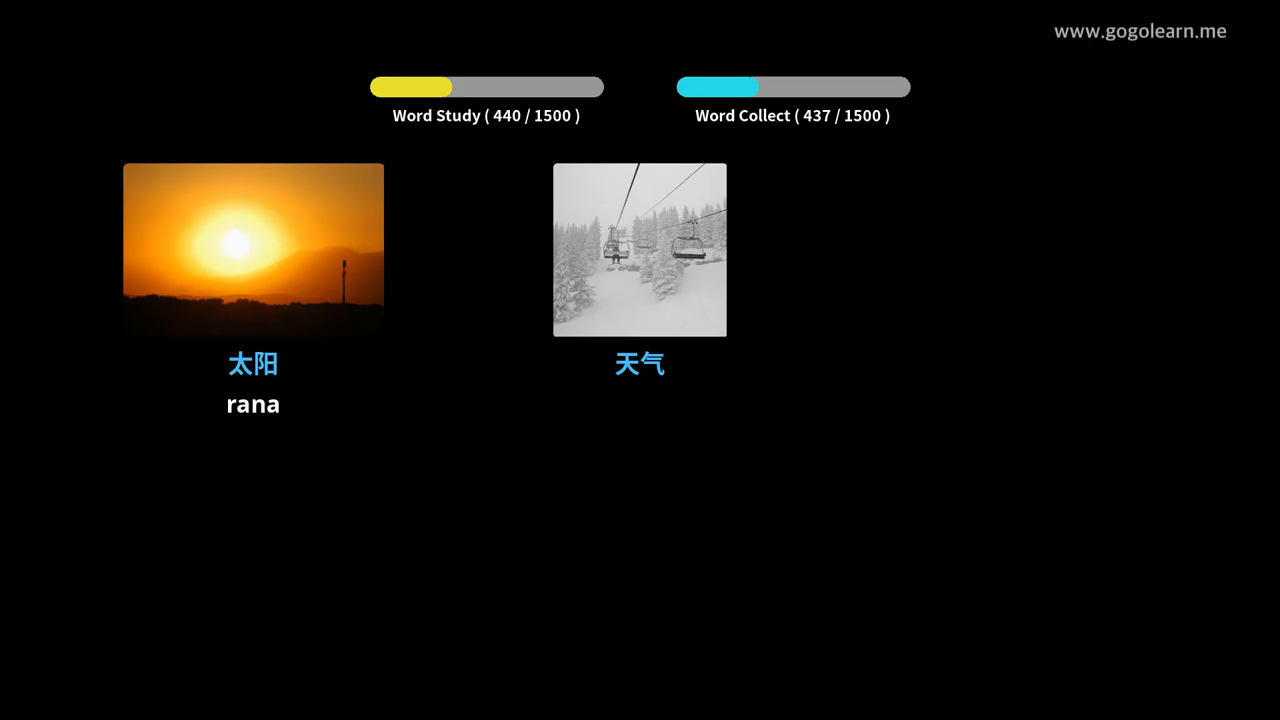 www.gogolearn.me
Word Study ( 440 / 1500 )
Word Collect ( 437 / 1500 )
太阳
天气
rana